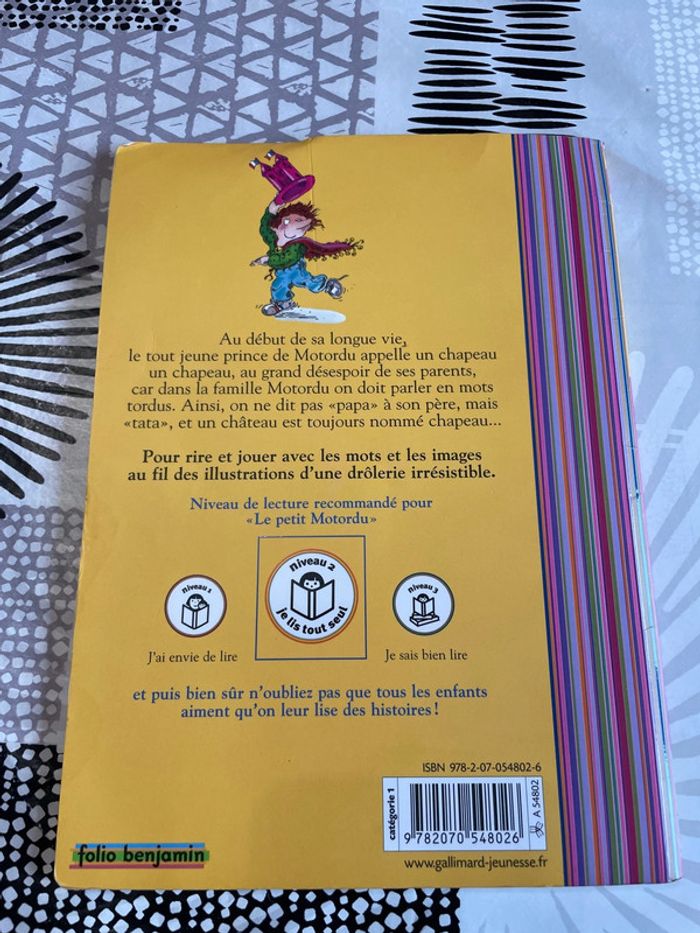 Au début de sa longue vie,
le tout jeune prince de Motordu appelle un chapeau
un chapeau, au grand désespoir de ses parents,
car dans la famille Motordu on doit parler en mots
tordus. Ainsi, on ne dit pas «papa» à son père, mais
«tata», et un château est toujours nommé chapeau...
Pour rire et jouer avec les mots et les images
au fil des illustrations d'une drôlerie irrésistible.
Niveau de lecture recommandé pour
«Le petit Motordu»
niveau 1
J'ai envie de lire
niveau 2
je lis tout seul
niveau 3
Je sais bien lire
et puis bien sûr n'oubliez pas que tous les enfants
aiment qu'on leur lise des histoires!
ISBN 978-2-07-054802-6
catégorie 1
A 54802
9 782070 548026
folio benjamin
www.gallimard-jeunesse.fr